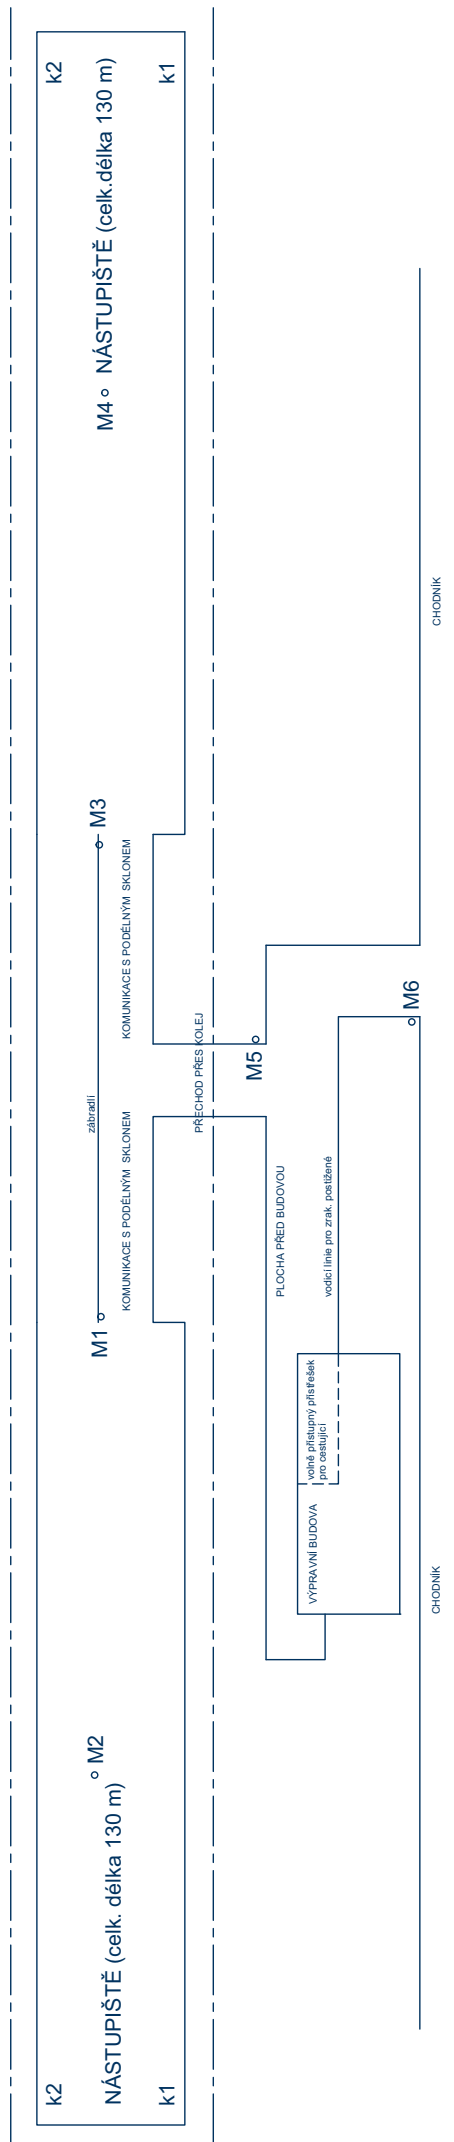 k2
NÁSTUPIŠTĚ (celk. délka 130 m)
k1
M2
M1
zábradlí
KOMUNIKACE S PODÉLNÝM SKLONEM
KOMUNIKACE S PODÉLNÝM SKLONEM
M3
M4
k2
NÁSTUPIŠTĚ (celk.délka 130 m)
k1
PŘECHOD PŘES KOLEJ
M5
PLOCHA PŘED BUDOVOU
VÝPRAVNÍ BUDOVA
volně přístupný přístřešek
pro cestující
vodící linie pro zrak. postižené
M6
CHODNÍK
CHODNÍK